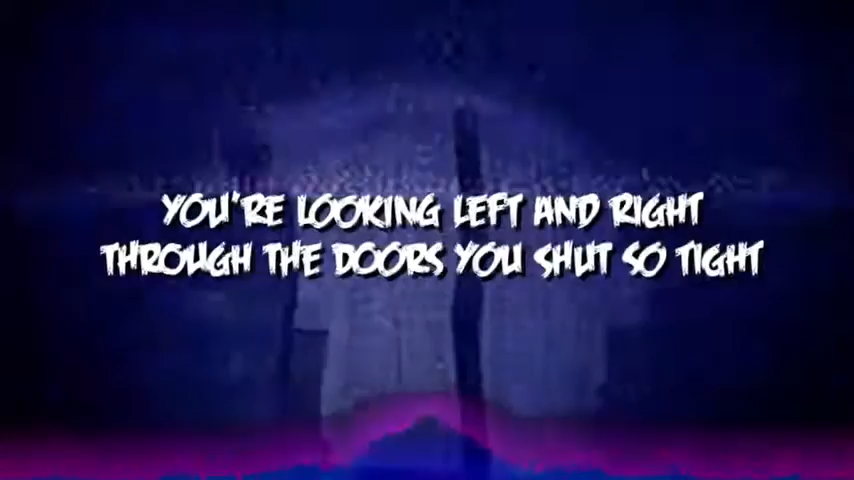 YOU'RE LOOKING LEFT AND RIGHT
THROUGH THE DOORS YOU SHUT SO TIGHT